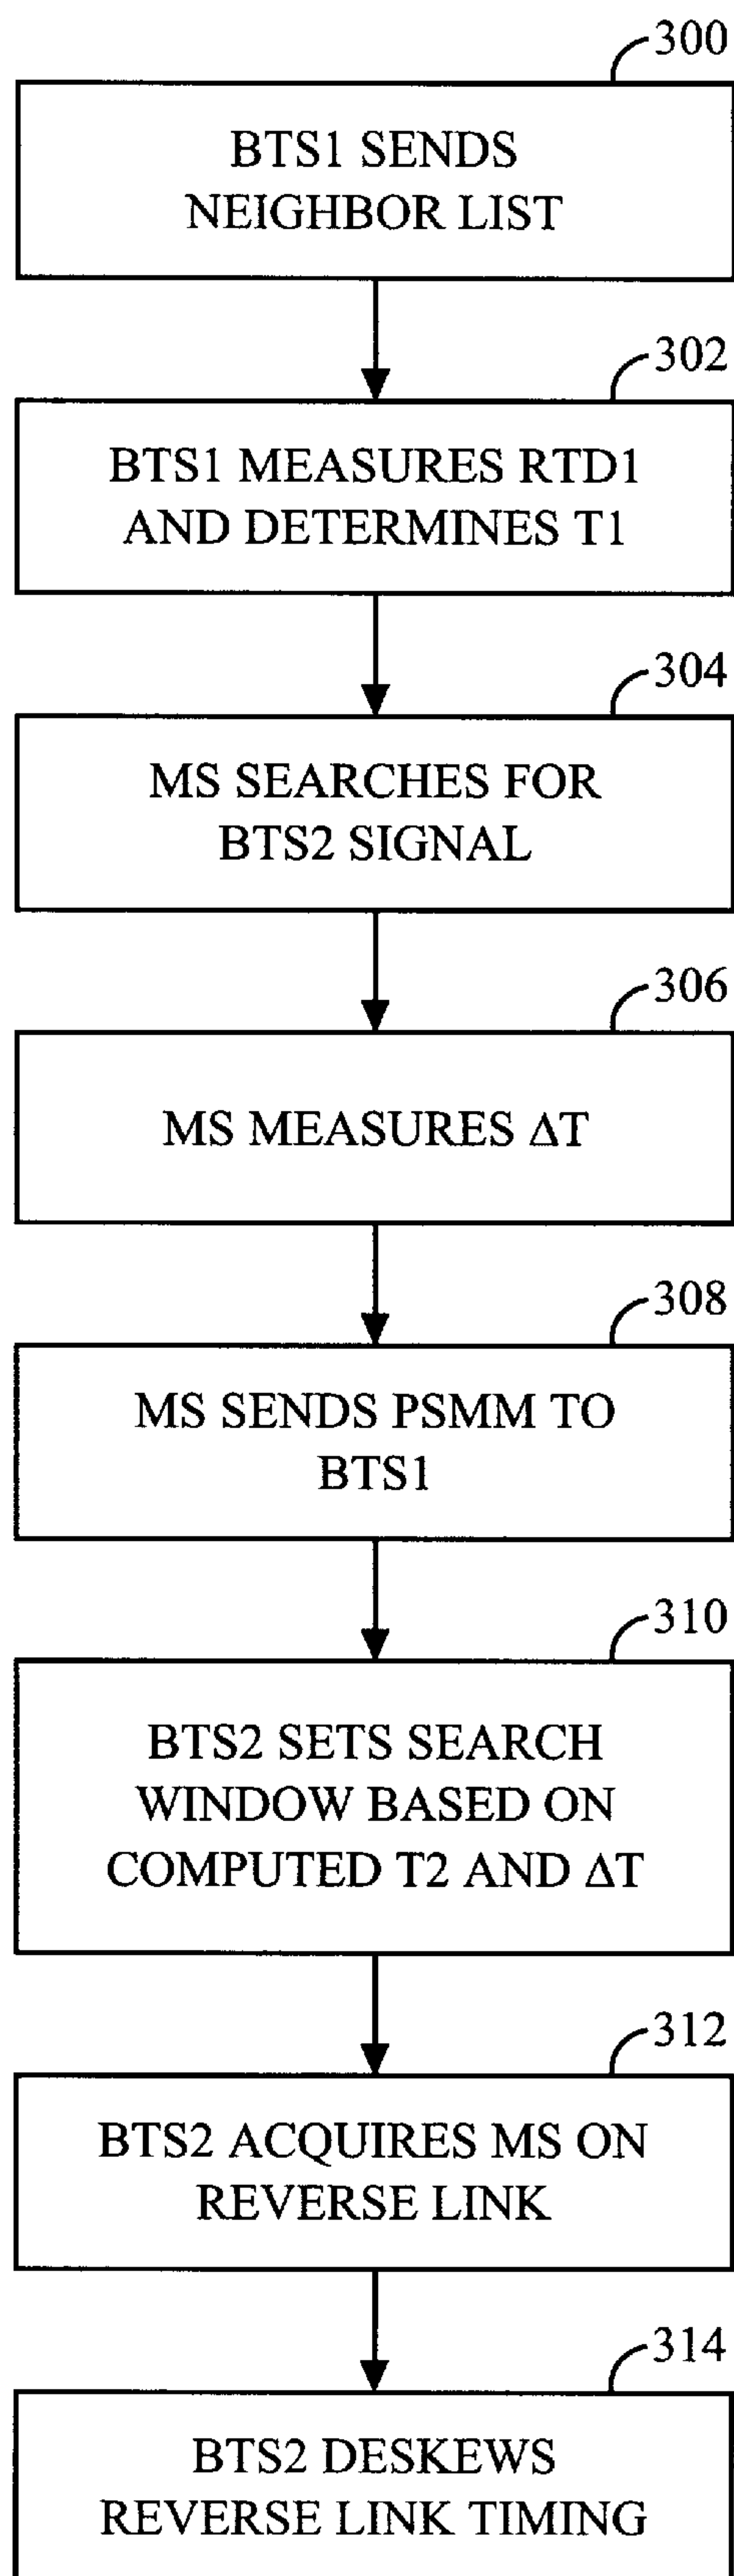 300
BTS1 SENDS
NEIGHBOR LIST
302
BTS1 MEASURES RTD1
AND DETERMINES T1
304
MS SEARCHES FOR
BTS2 SIGNAL
306
MS MEASURES ΔT
308
MS SENDS PSMM TO
BTS1
310
BTS2 SETS SEARCH
WINDOW BASED ON
COMPUTED T2 AND ΔT
312
BTS2 ACQUIRES MS ON
REVERSE LINK
314
BTS2 DESKEWS
REVERSE LINK TIMING